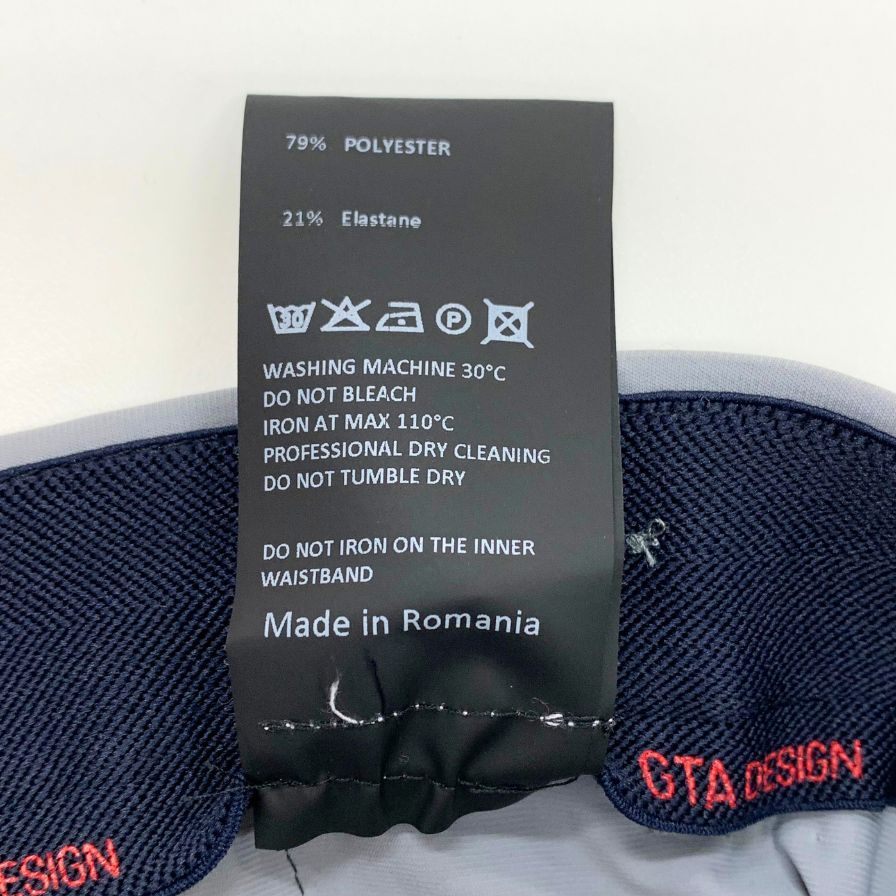 79% POLYESTER
21% Elastane
30 P
WASHING MACHINE 30°C
DO NOT BLEACH
IRON AT MAX 110°C
PROFESSIONAL DRY CLEANING
DO NOT TUMBLE DRY
DO NOT IRON ON THE INNER
WAISTBAND
Made in Romania
GTA DESIGN
ESIGN